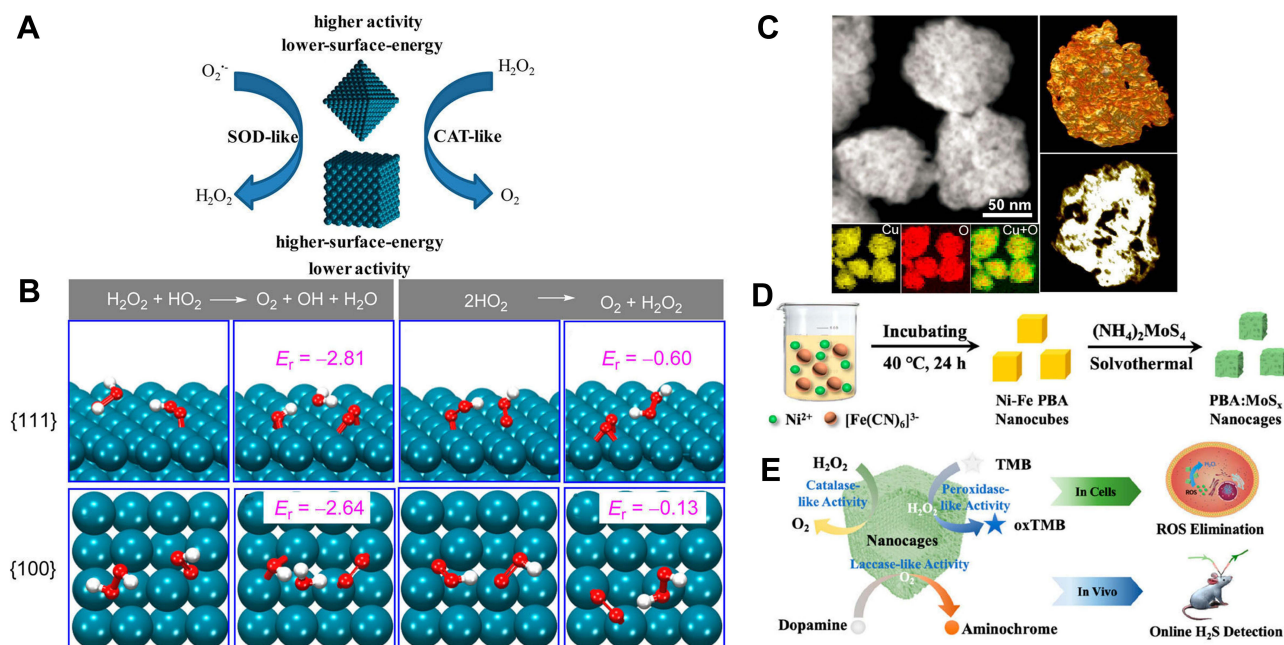 A
higher activity
lower-surface-energy
O₂•⁻
H₂O₂
SOD-like
CAT-like
H₂O₂
O₂
higher-surface-energy
lower activity
B
H₂O₂ + HO₂ → O₂ + OH + H₂O
2HO₂ → O₂ + H₂O₂
Eᵣ = −2.81
Eᵣ = −0.60
{111}
Eᵣ = −2.64
Eᵣ = −0.13
{100}
C
50 nm
Cu
O
Cu+O
D
Incubating
40 °C, 24 h
(NH₄)₂MoS₄
Solvothermal
Ni-Fe PBA
Nanocubes
PBA:MoSₓ
Nanocages
Ni²⁺
[Fe(CN)₆]³⁻
E
H₂O₂
TMB
Catalase-
like Activity
H₂O₂
Peroxidase-
like Activity
O₂
oxTMB
Nanocages
Laccase-like Activity
O₂
Dopamine
Aminochrome
In Cells
ROS
ROS Elimination
In Vivo
Online H₂S Detection